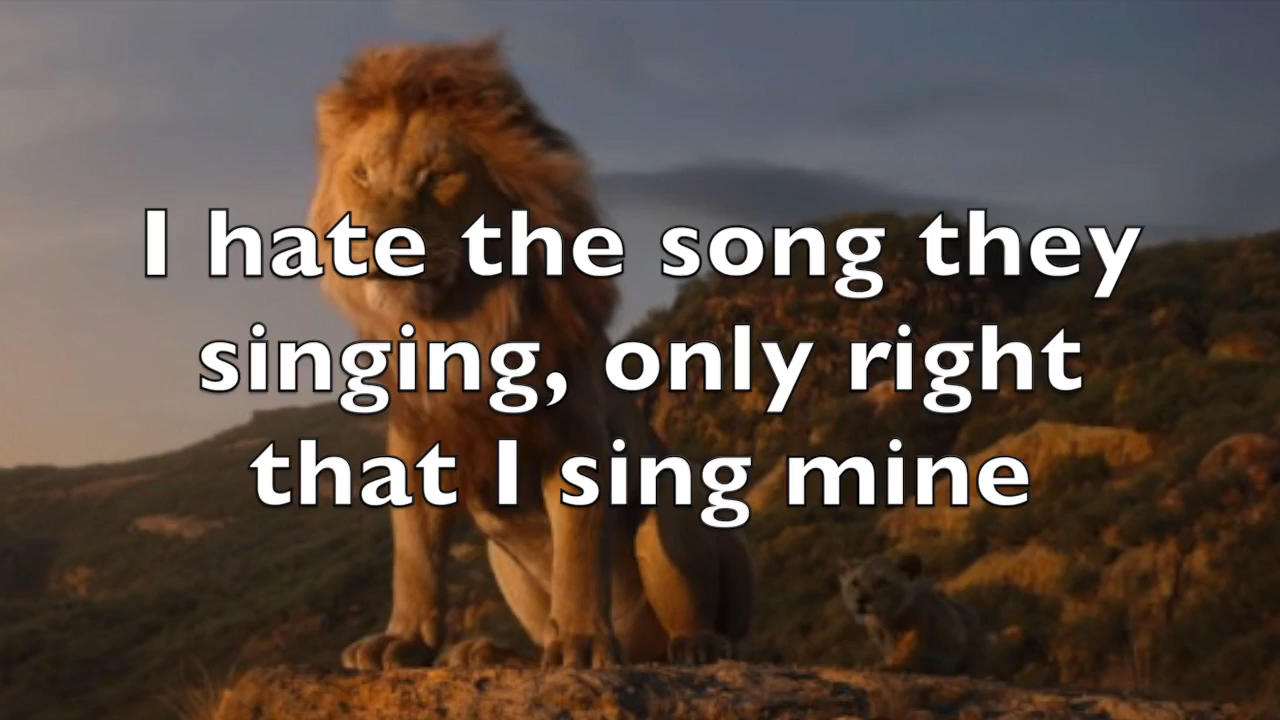 I hate the song they
singing, only right
that I sing mine